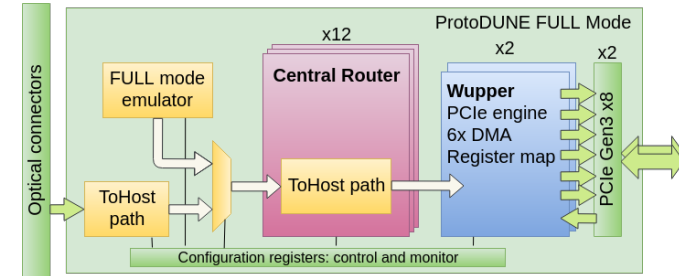 ProtoDUNE FULL Mode
x12
x2
x2
Optical connectors
FULL mode
emulator
ToHost
path
Central Router
ToHost path
Wupper
PCIe engine
6x DMA
Register map
PCIe Gen3 x8
Configuration registers: control and monitor